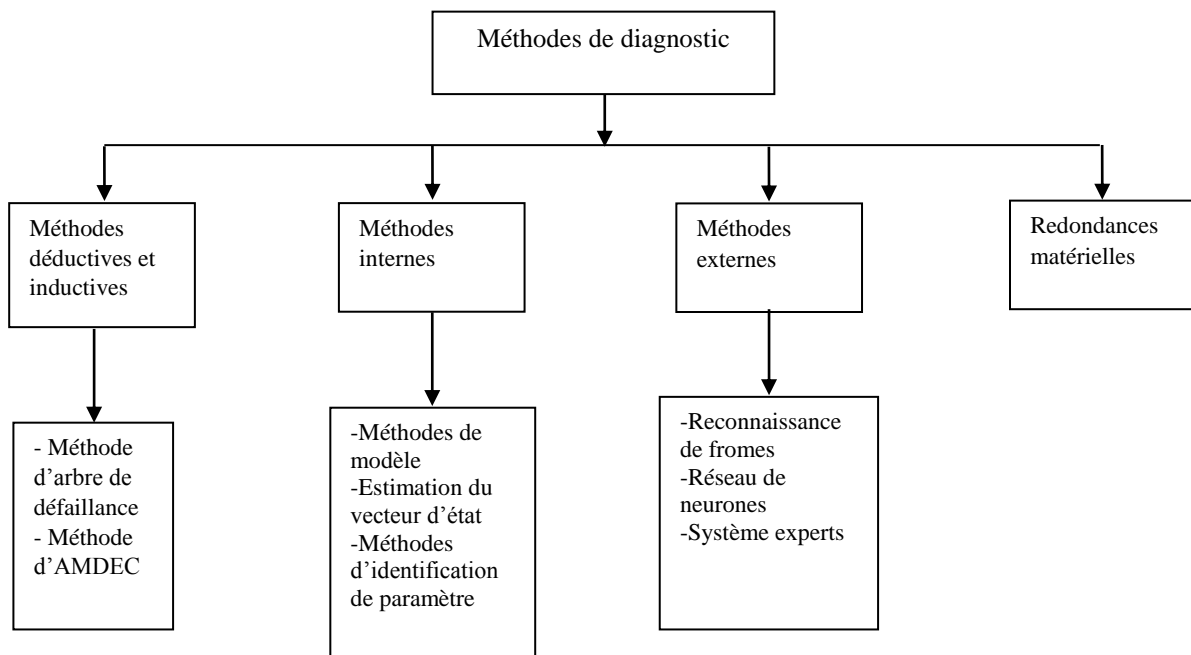 Méthodes de diagnostic
Méthodes
déductives et
inductives
Méthodes
internes
Méthodes
externes
Redondances
matérielles
- Méthode
d’arbre de
défaillance
- Méthode
d’AMDEC
-Méthodes de
modèle
-Estimation du
vecteur d’état
-Méthodes
d’identification
de paramètre
-Reconnaissance
de fromes
-Réseau de
neurones
-Système experts